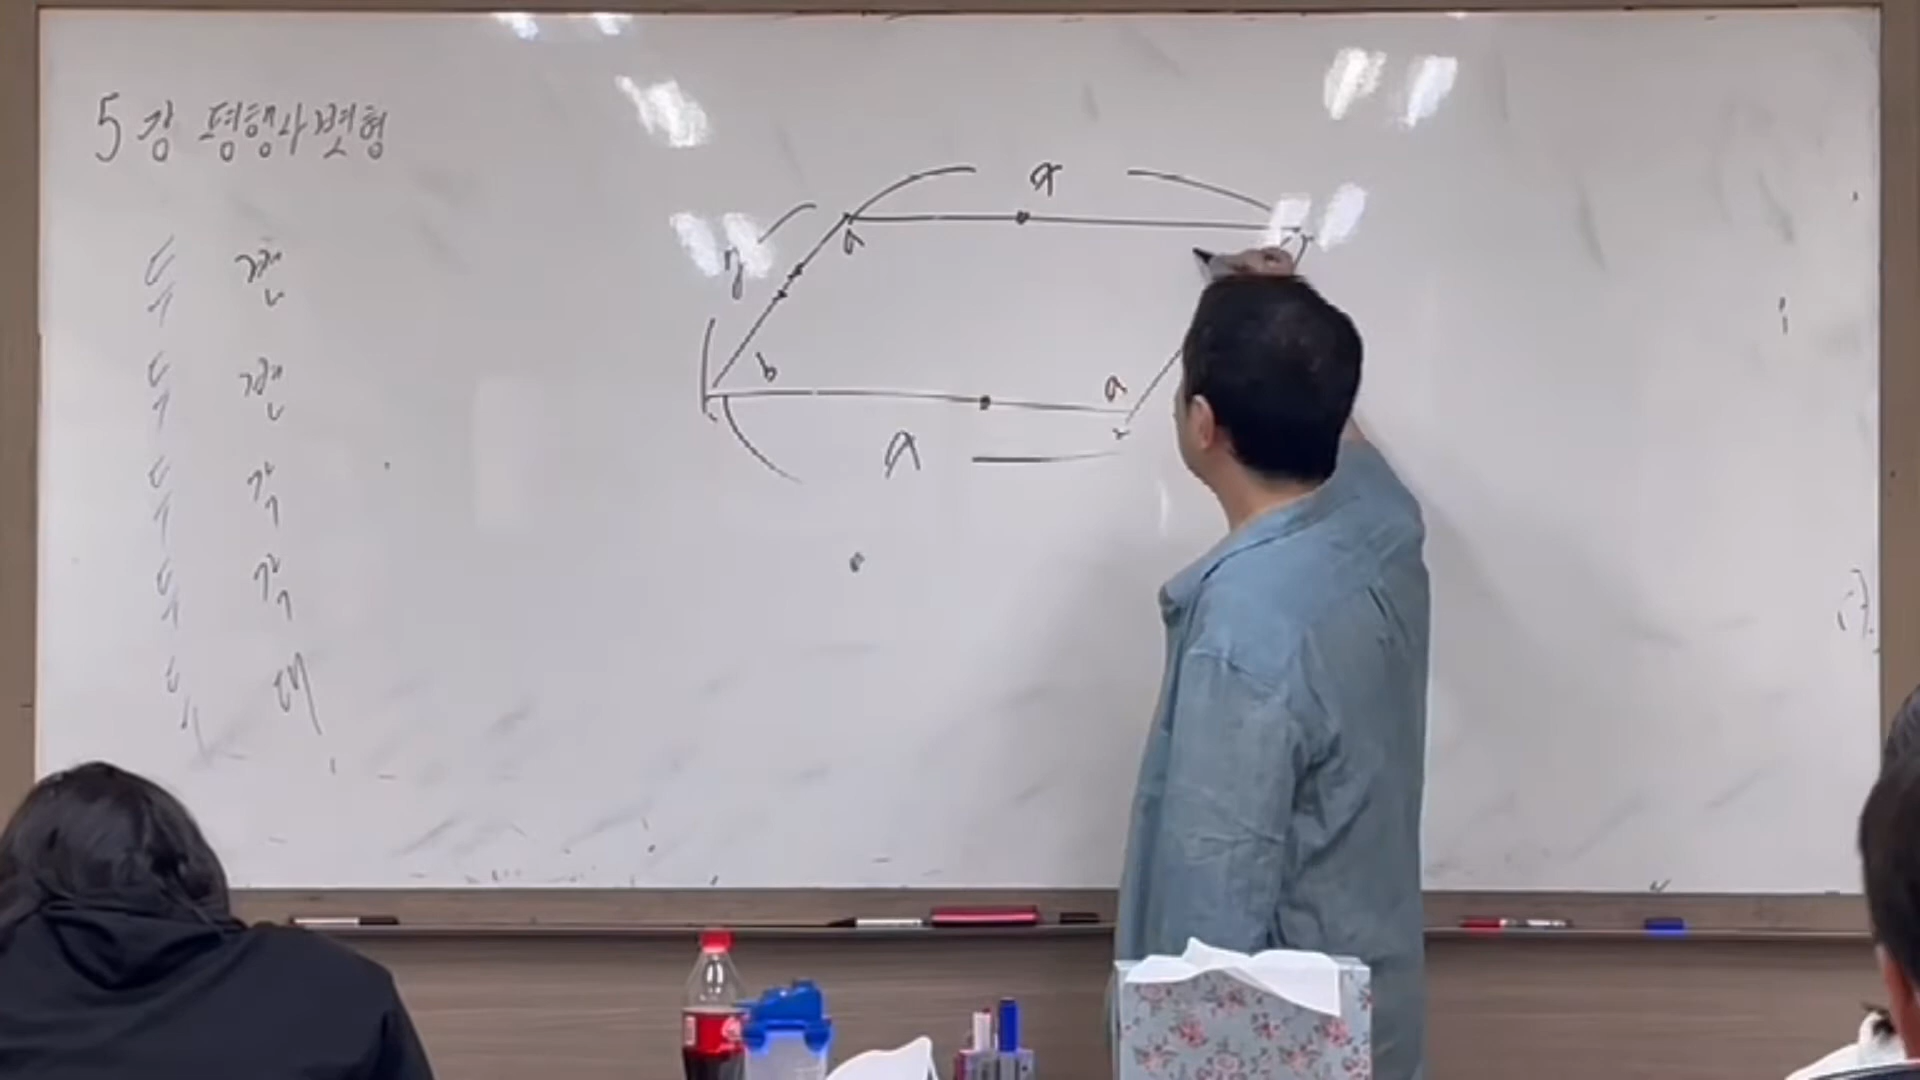 5강 평행사변형
두 변
두 변
두 각
두 각
두 대
x
y
a
b
a
x